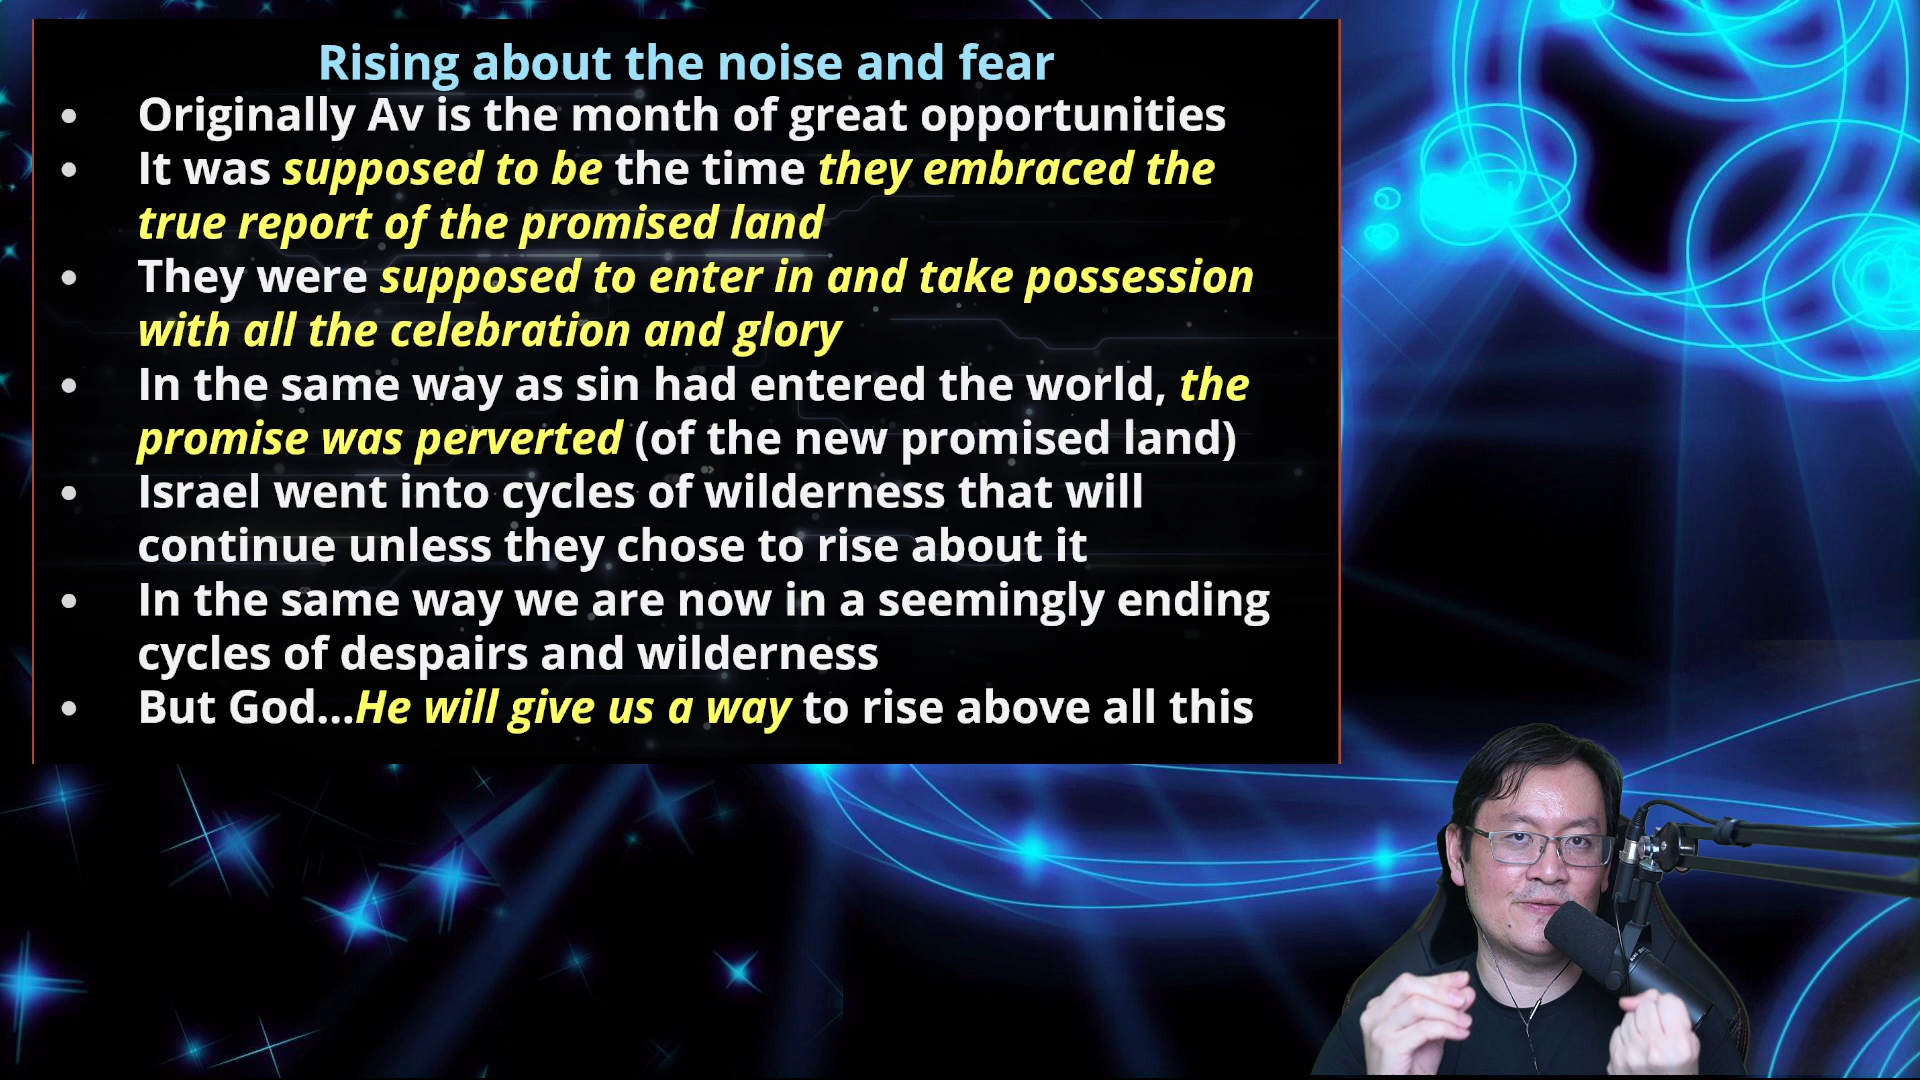 Rising about the noise and fear
• Originally Av is the month of great opportunities
• It was supposed to be the time they embraced the
true report of the promised land
• They were supposed to enter in and take possession
with all the celebration and glory
• In the same way as sin had entered the world, the
promise was perverted (of the new promised land)
• Israel went into cycles of wilderness that will
continue unless they chose to rise about it
• In the same way we are now in a seemingly ending
cycles of despairs and wilderness
• But God...He will give us a way to rise above all this